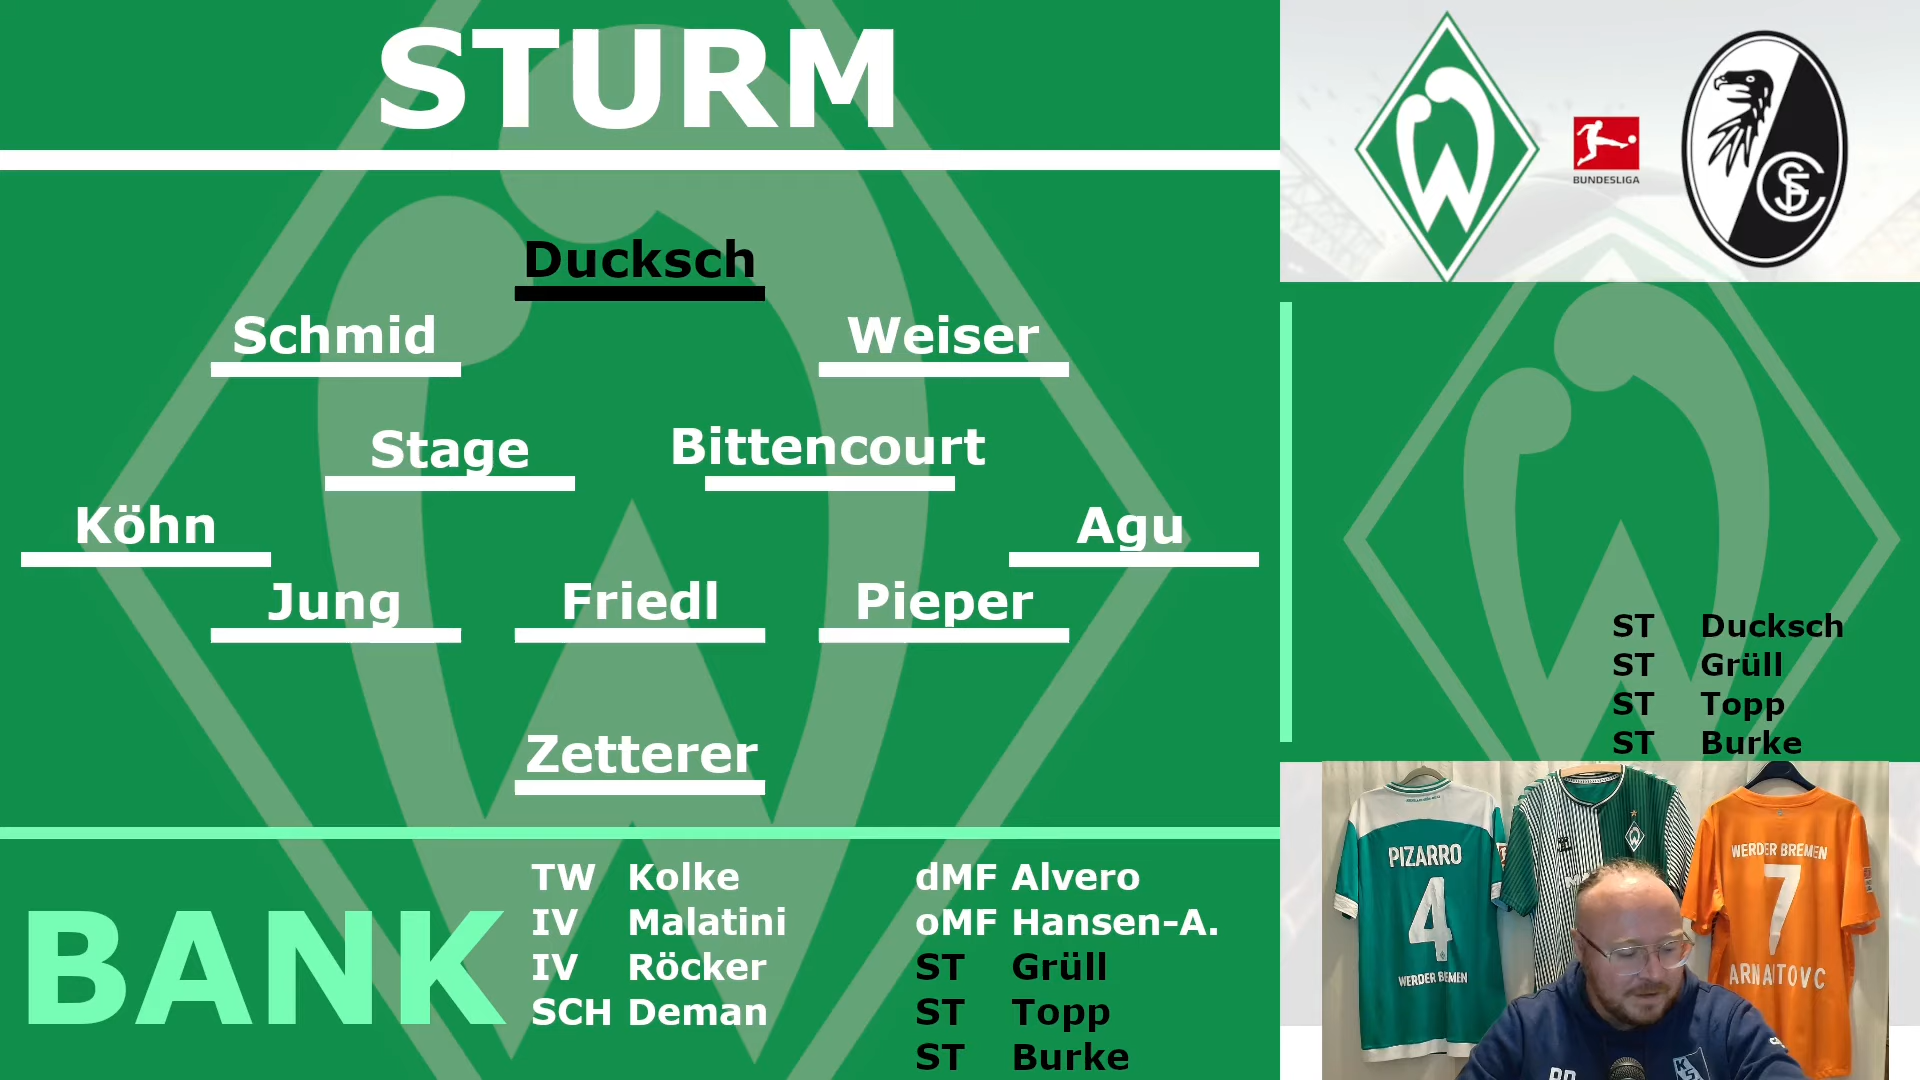 STURM
Ducksch
Schmid
Weiser
Stage
Bittencourt
Köhn
Agu
Jung
Friedl
Pieper
Zetterer
BANK
TW Kolke
IV Malatini
IV Röcker
SCH Deman
dMF Alvero
oMF Hansen-A.
ST Grüll
ST Topp
ST Burke
BUNDESLIGA
SC F
ST Ducksch
ST Grüll
ST Topp
ST Burke
PIZARRO
4
WERDER BREMEN
WERDER BREMEN
7
ARNAUTOVC